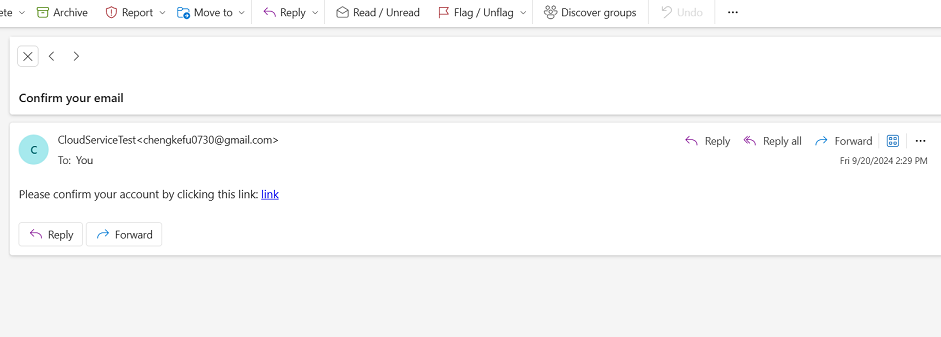 ete Archive Report Move to Reply Read / Unread Flag / Unflag Discover groups Undo ...
Confirm your email
C CloudServiceTest<chengkefu0730@gmail.com> Reply Reply all Forward ...
To: You Fri 9/20/2024 2:29 PM
Please confirm your account by clicking this link: link
Reply Forward